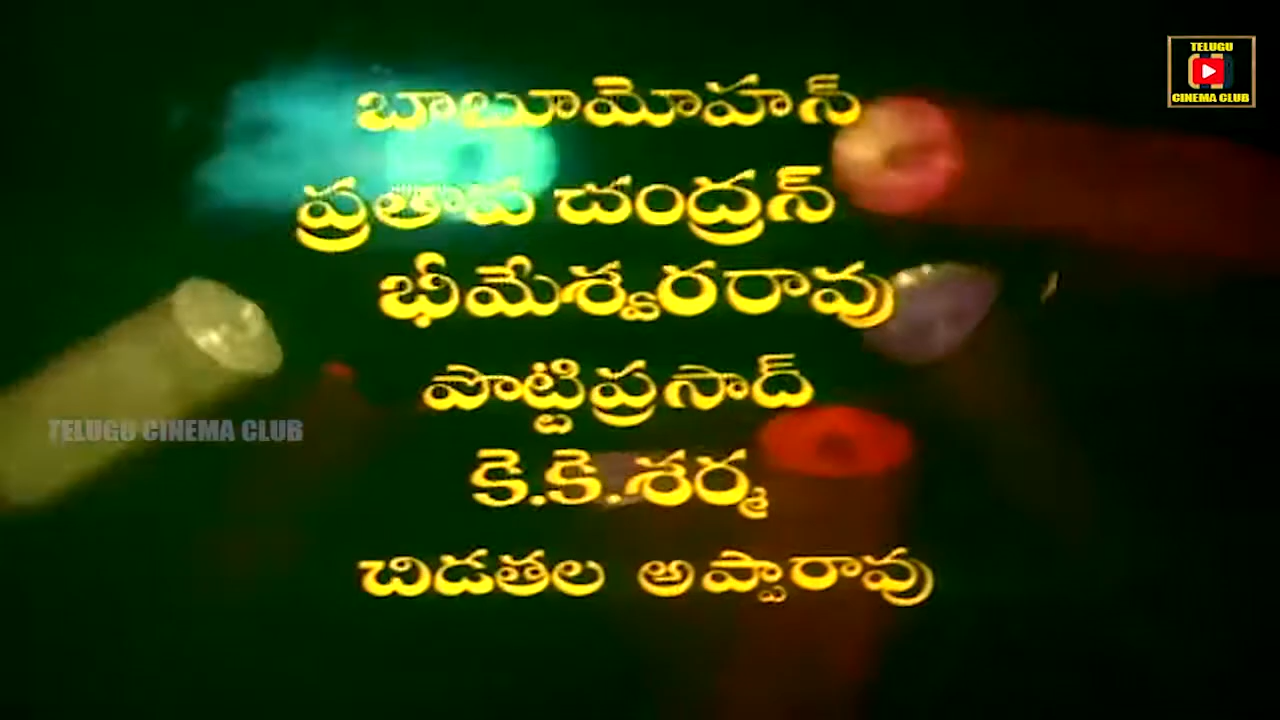 TELUGU
CINEMA CLUB
బాబూమోహన్
ప్రతాప చంద్రన్
భీమేశ్వరరావు
పొట్టిప్రసాద్
TELUGU CINEMA CLUB
కె.కె.శర్మ
చిడతల అప్పారావు